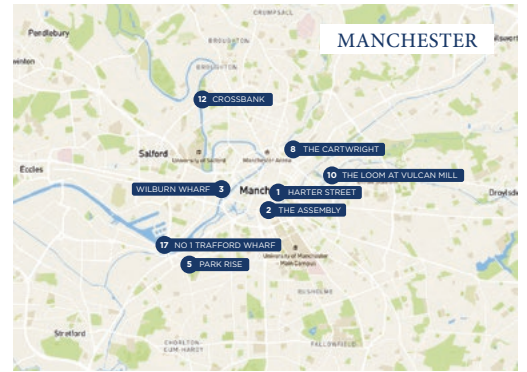 CRUMPSALL
Pendlebury
BROUGHTON
MANCHESTER
BROUGHTON
12 CROSSBANK
8 THE CARTWRIGHT
Salford
University of Salford
Manchester Arena
Eccles
10 THE LOOM AT VULCAN MILL
WILBURN WHARF 3
Manch
1 HARTER STREET
Droylsde
2 THE ASSEMBLY
17 NO 1 TRAFFORD WHARF
University of Manchester
Main Campus
5 PARK RISE
RUSHOLME
Stretford
CHORLTON-
CUM-HARDY
FALLOWFIELD